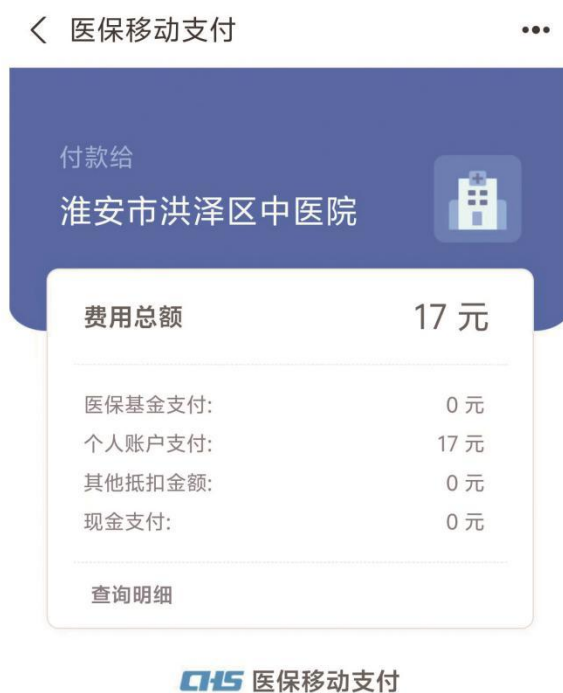 医保移动支付
付款给
淮安市洪泽区中医院
费用总额 17 元
医保基金支付: 0 元
个人账户支付: 17 元
其他抵扣金额: 0 元
现金支付: 0 元
查询明细
CHS 医保移动支付